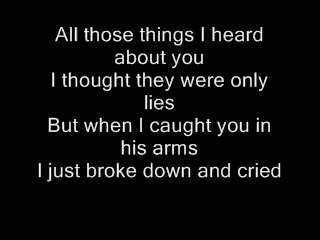 All those things I heard
about you
I thought they were only
lies
But when I caught you in
his arms
I just broke down and cried